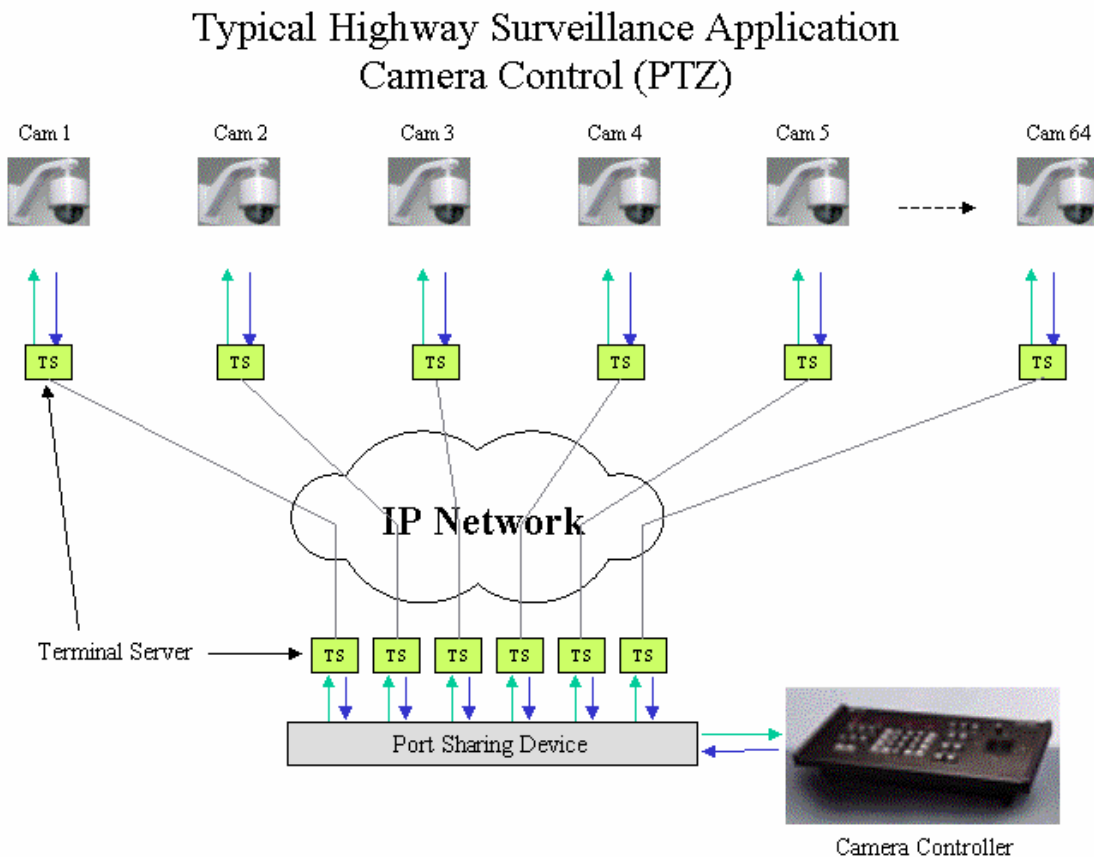 Typical Highway Surveillance Application
Camera Control (PTZ)
Cam 1 Cam 2 Cam 3 Cam 4 Cam 5 Cam 64
TS TS TS TS TS TS
IP Network
Terminal Server
TS TS TS TS TS TS
Port Sharing Device
Camera Controller